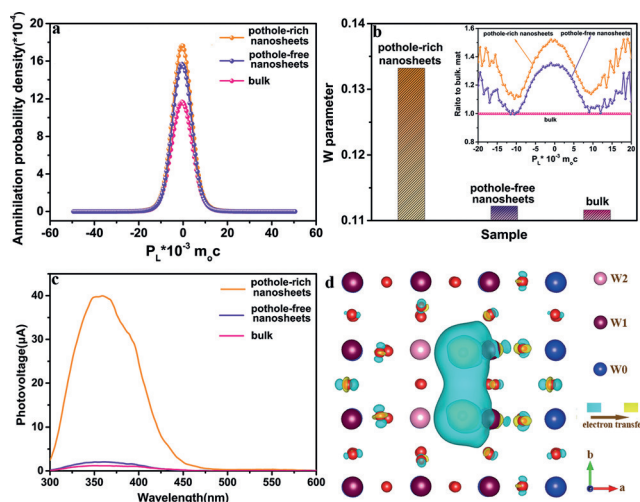 a
Annihilation probability density(*10⁻⁴)
20
16
12
8
4
0
pothole-rich
nanosheets
pothole-free
nanosheets
bulk
-60 -40 -20 0 20 40 60
P_L*10⁻³ m_oc
b
W parameter
0.14
0.13
0.12
0.11
pothole-rich
nanosheets
pothole-free
nanosheets
bulk
Sample
Raito to bulk. mat
1.6
1.4
1.2
1.0
0.8
pothole-rich nanosheets
pothole-free nanosheets
bulk
-20 -15 -10 -5 0 5 10 15 20
P_L* 10⁻³ m_oc
c
Photovoltage(μA)
40
30
20
10
0
pothole-rich
nanosheets
pothole-free
nanosheets
bulk
300 350 400 450 500 550 600
Wavelength(nm)
d
W2
W1
W0
electron transfe
b
a